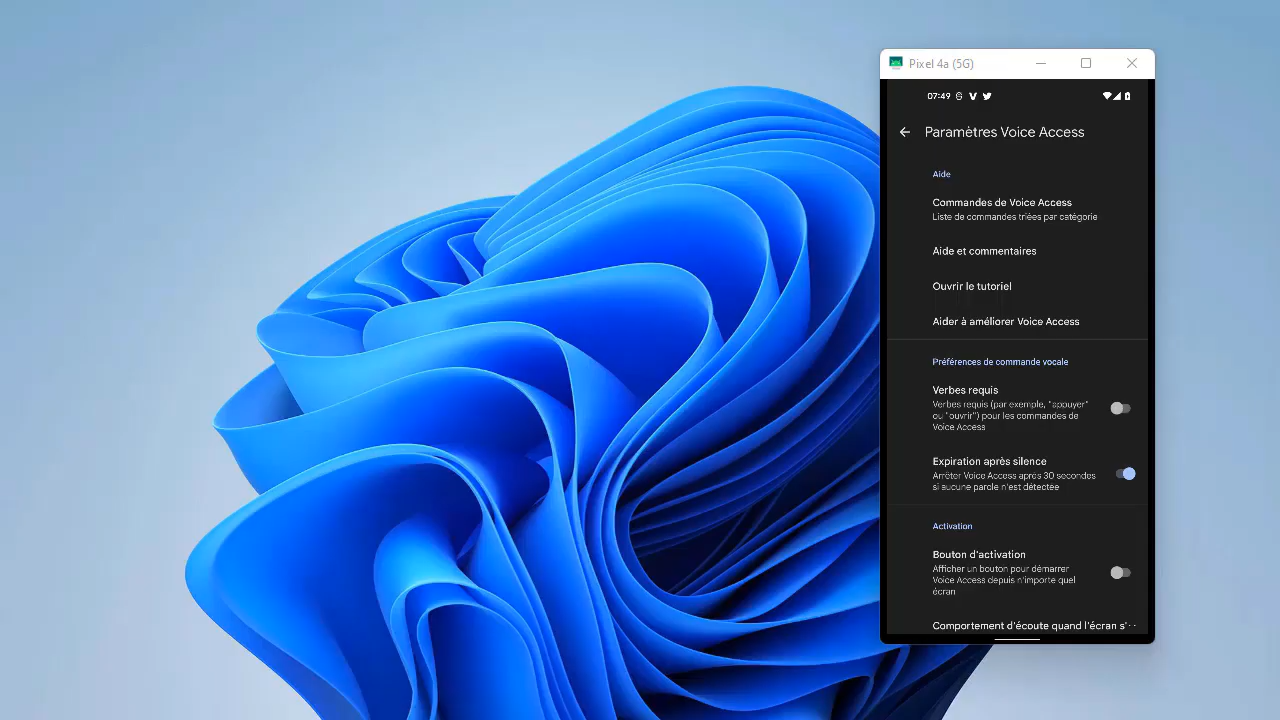 Pixel 4a (5G)
07:49
Paramètres Voice Access
Aide
Commandes de Voice Access
Liste de commandes triées par catégorie
Aide et commentaires
Ouvrir le tutoriel
Aider à améliorer Voice Access
Préférences de commande vocale
Verbes requis
Verbes requis (par exemple, "appuyer"
ou "ouvrir") pour les commandes de
Voice Access
Expiration après silence
Arrêter Voice Access après 30 secondes
si aucune parole n'est détectée
Activation
Bouton d'activation
Afficher un bouton pour démarrer
Voice Access depuis n'importe quel
écran
Comportement d'écoute quand l'écran s'